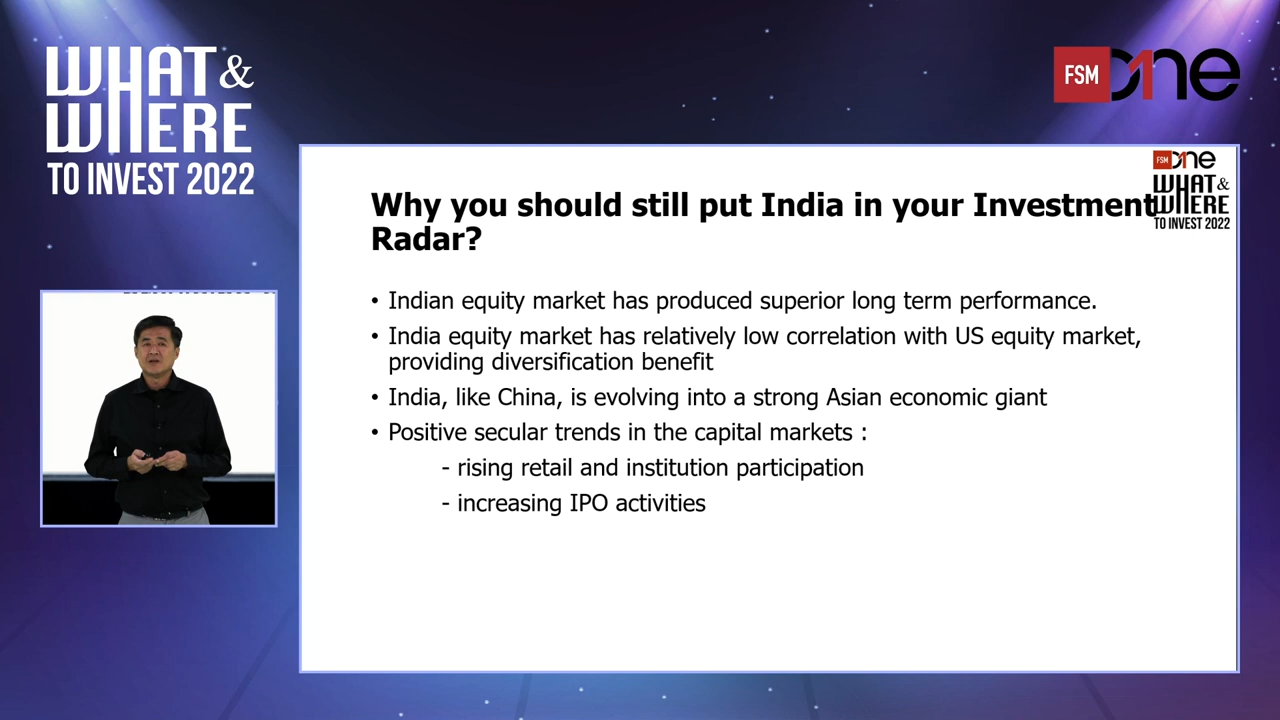 WHAT &
WHERE
TO INVEST 2022
FSM One
FSM One
WHAT &
WHERE
TO INVEST 2022
Why you should still put India in your Investment
Radar?
• Indian equity market has produced superior long term performance.
• India equity market has relatively low correlation with US equity market,
providing diversification benefit
• India, like China, is evolving into a strong Asian economic giant
• Positive secular trends in the capital markets :
- rising retail and institution participation
- increasing IPO activities